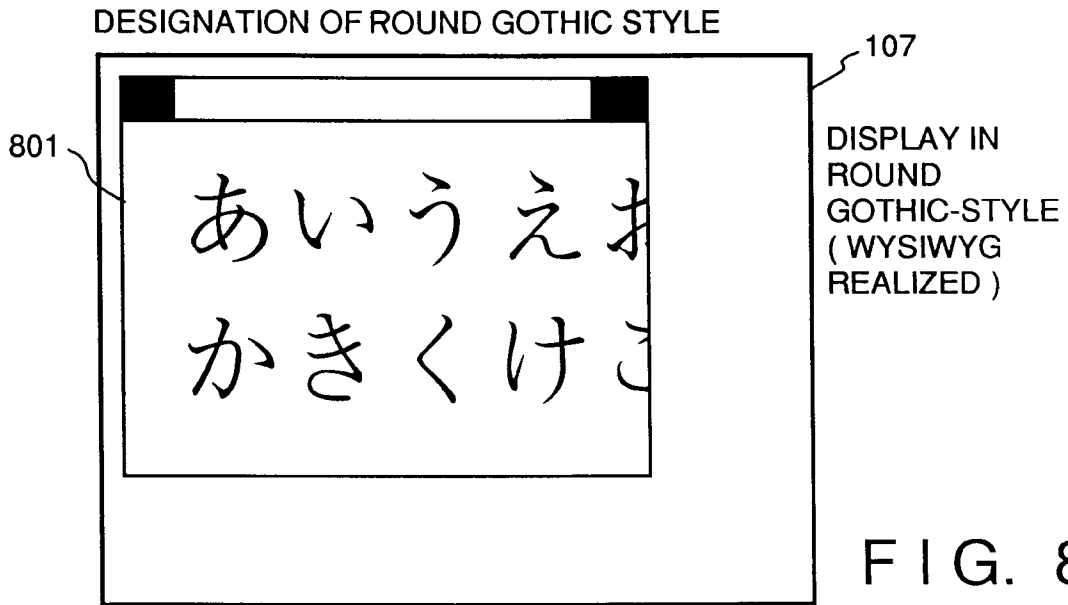 DESIGNATION OF ROUND GOTHIC STYLE
107
801
DISPLAY IN
ROUND
GOTHIC-STYLE
( WYSIWYG
REALIZED )
あいうえ
かきくけ
FIG.